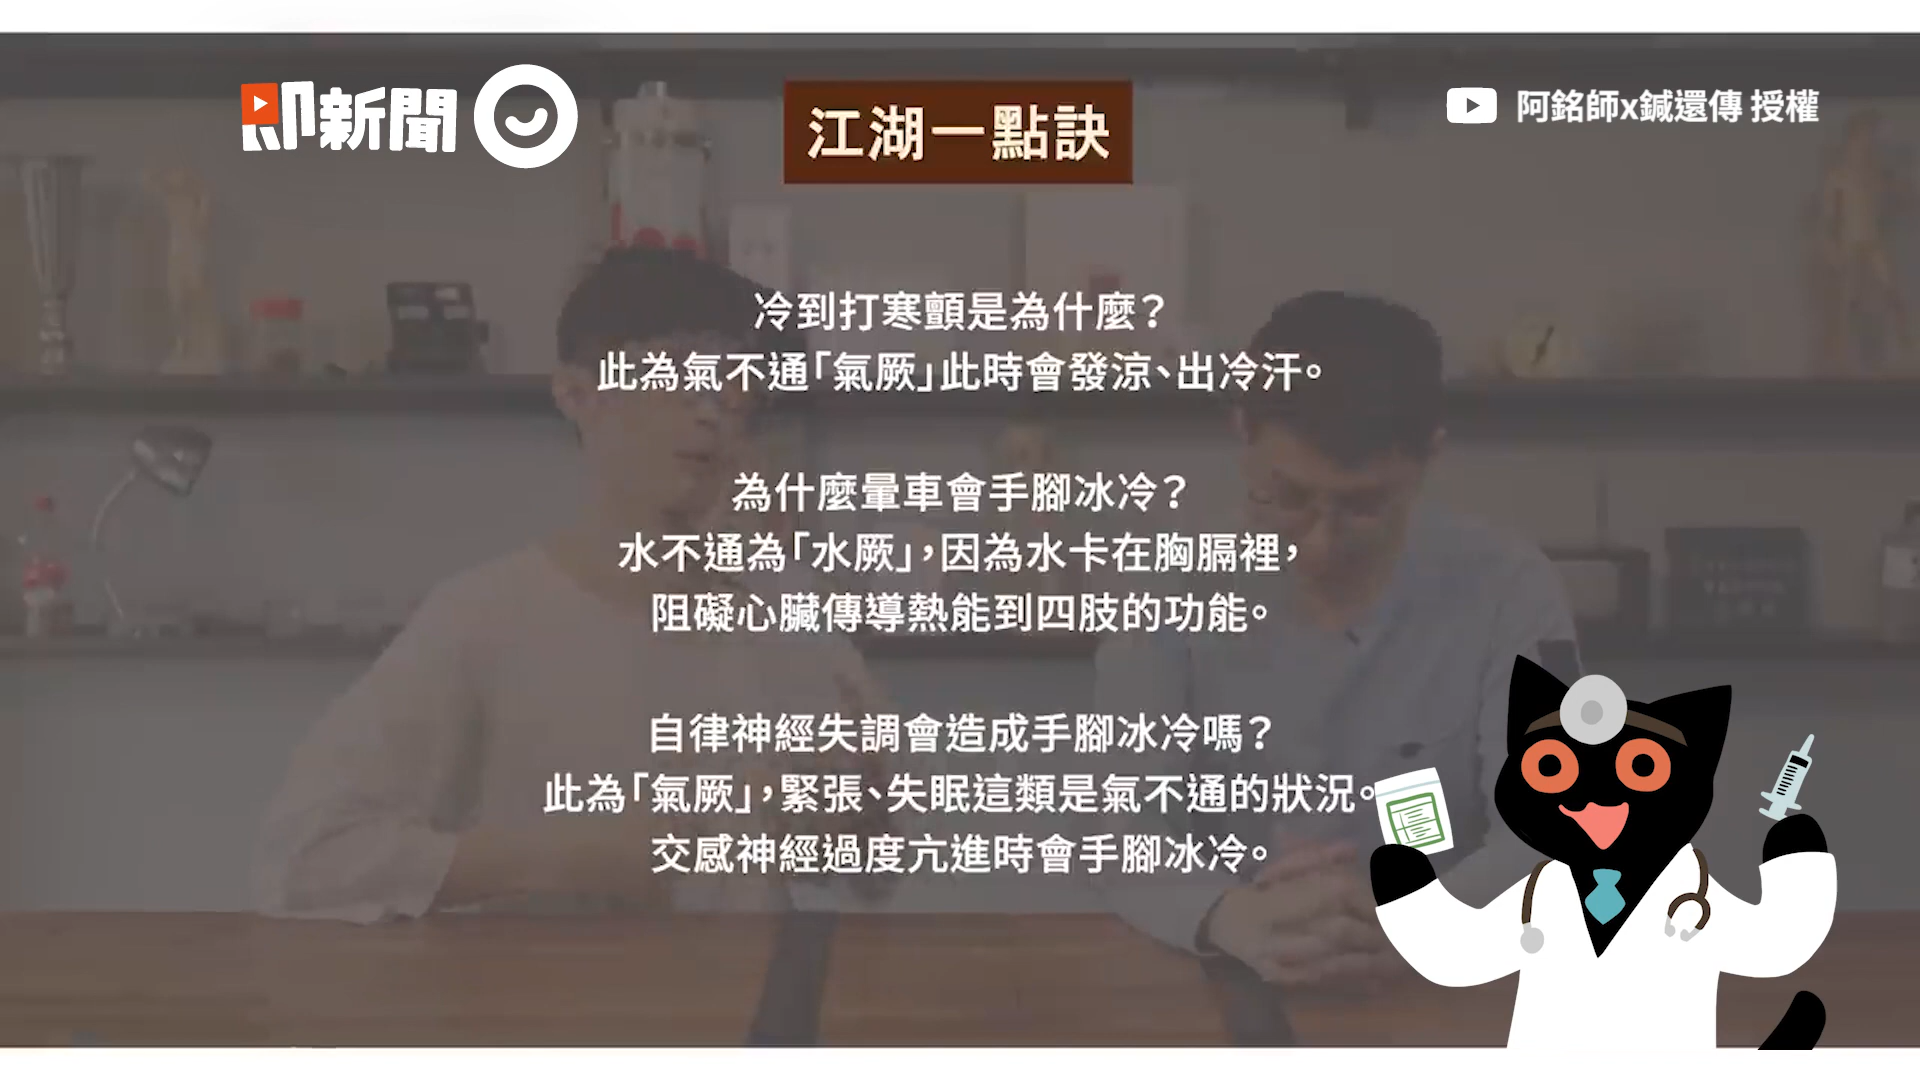 即新聞
江湖一點訣
阿銘師x鍼還傳 授權
冷到打寒顫是為什麼？
此為氣不通「氣厥」此時會發涼、出冷汗。
為什麼暈車會手腳冰冷？
水不通為「水厥」，因為水卡在胸膈裡，
阻礙心臟傳導熱能到四肢的功能。
自律神經失調會造成手腳冰冷嗎？
此為「氣厥」，緊張、失眠這類是氣不通的狀況。
交感神經過度亢進時會手腳冰冷。